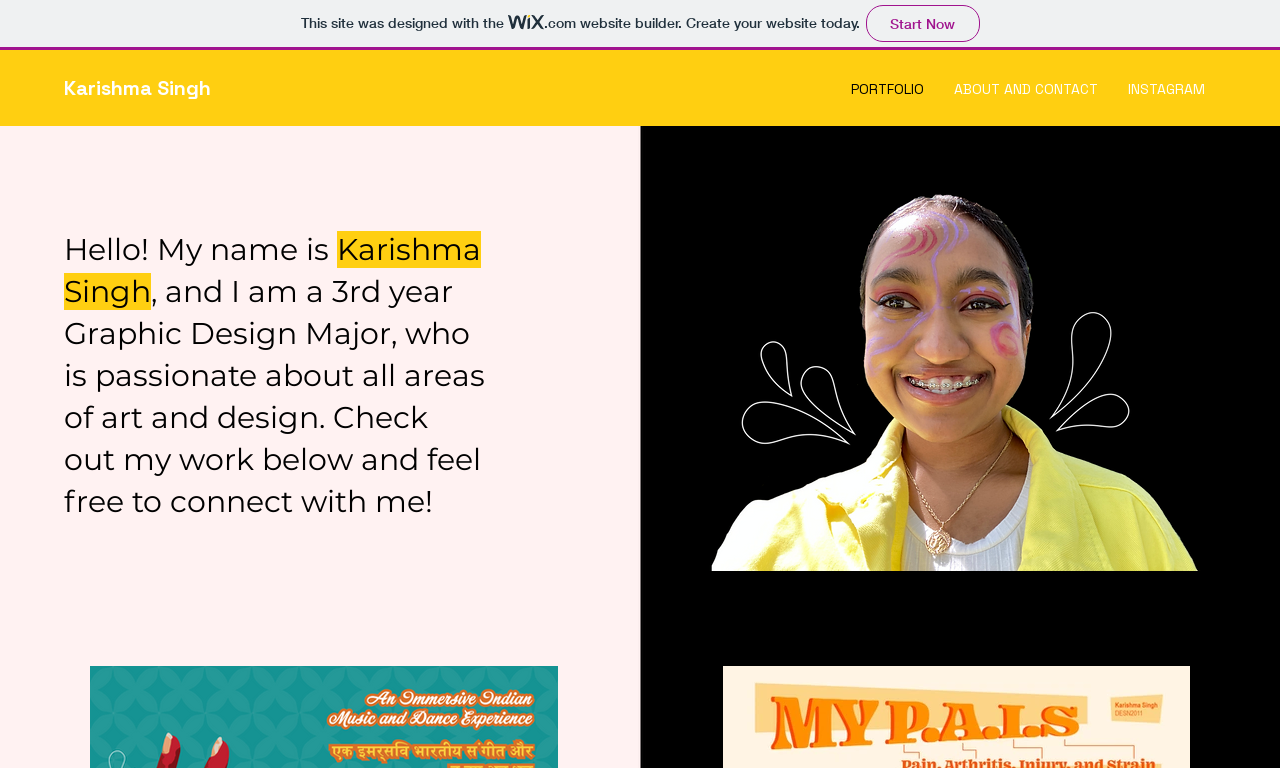 This site was designed with the WiX.com website builder. Create your website today.
Start Now
Karishma Singh
PORTFOLIO
ABOUT AND CONTACT
INSTAGRAM
Hello! My name is Karishma
Singh, and I am a 3rd year
Graphic Design Major, who
is passionate about all areas
of art and design. Check
out my work below and feel
free to connect with me!
An Immersive Indian
Music and Dance Experience
एक इमरसवि भारतीय संगीत और
MY P.A.I.S
Karishma Singh
DESN2011
Pain, Arthritis, Injury, and Strain